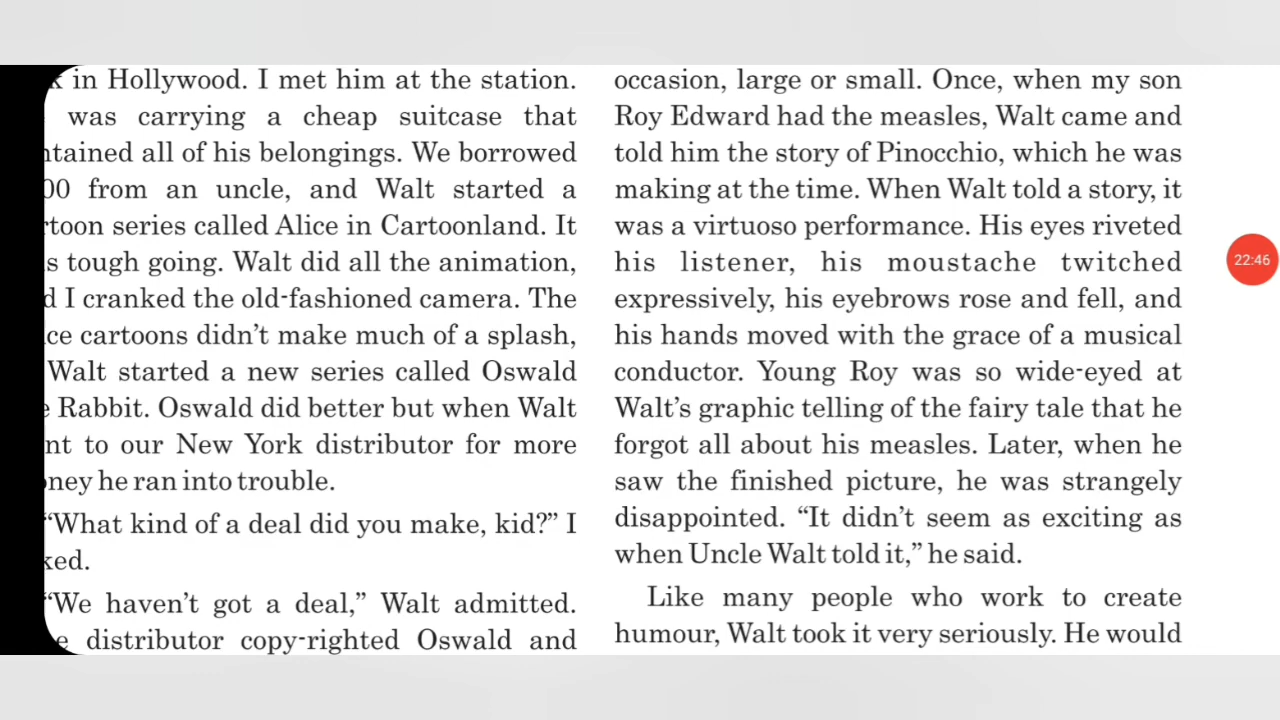 in Hollywood. I met him at the station.
was carrying a cheap suitcase that
ntained all of his belongings. We borrowed
00 from an uncle, and Walt started a
rtoon series called Alice in Cartoonland. It
s tough going. Walt did all the animation,
d I cranked the old-fashioned camera. The
ce cartoons didn't make much of a splash,
Walt started a new series called Oswald
e Rabbit. Oswald did better but when Walt
nt to our New York distributor for more
ney he ran into trouble.
“What kind of a deal did you make, kid?” I
ked.
“We haven't got a deal,” Walt admitted.
e distributor copy-righted Oswald and
occasion, large or small. Once, when my son
Roy Edward had the measles, Walt came and
told him the story of Pinocchio, which he was
making at the time. When Walt told a story, it
was a virtuoso performance. His eyes riveted
his listener, his moustache twitched
expressively, his eyebrows rose and fell, and
his hands moved with the grace of a musical
conductor. Young Roy was so wide-eyed at
Walt's graphic telling of the fairy tale that he
forgot all about his measles. Later, when he
saw the finished picture, he was strangely
disappointed. “It didn't seem as exciting as
when Uncle Walt told it,” he said.
Like many people who work to create
humour, Walt took it very seriously. He would
22:46